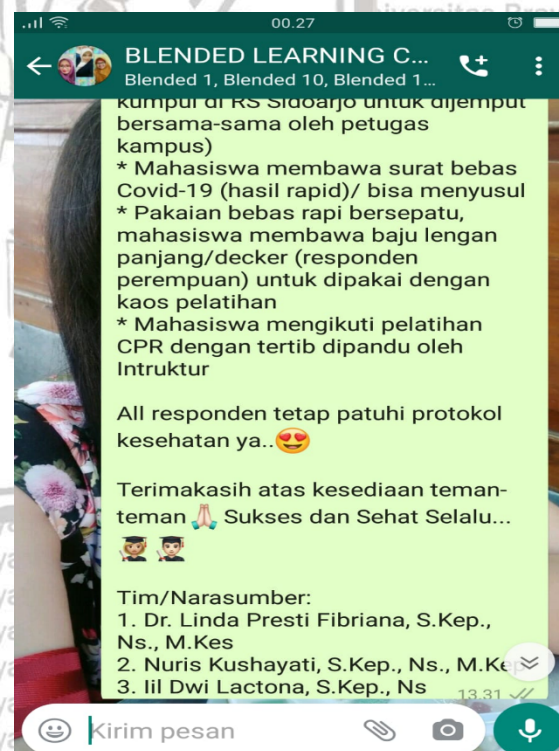 00.27
BLENDED LEARNING C...
Blended 1, Blended 10, Blended 1...
kumpul di RS Sidoarjo untuk dijemput
bersama-sama oleh petugas
kampus)
* Mahasiswa membawa surat bebas
Covid-19 (hasil rapid)/ bisa menyusul
* Pakaian bebas rapi bersepatu,
mahasiswa membawa baju lengan
panjang/decker (responden
perempuan) untuk dipakai dengan
kaos pelatihan
* Mahasiswa mengikuti pelatihan
CPR dengan tertib dipandu oleh
Intruktur
All responden tetap patuhi protokol
kesehatan ya..😍
Terimakasih atas kesediaan teman-
teman 🙏🏻 Sukses dan Sehat Selalu...
👩🏼‍🎓 👨🏻‍🎓
Tim/Narasumber:
1. Dr. Linda Presti Fibriana, S.Kep.,
Ns., M.Kes
2. Nuris Kushayati, S.Kep., Ns., M.Kep
3. Iil Dwi Lactona, S.Kep., Ns
13.31
Kirim pesan